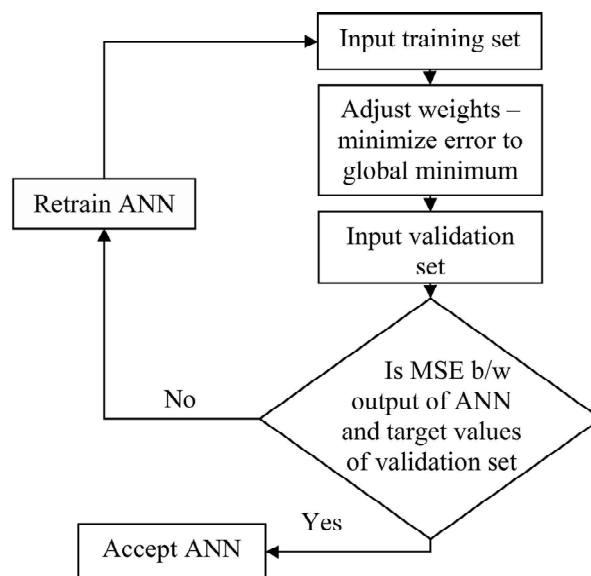 Input training set
Adjust weights –
minimize error to
global minimum
Retrain ANN
Input validation
set
Is MSE b/w
output of ANN
and target values
of validation set
No
Yes
Accept ANN